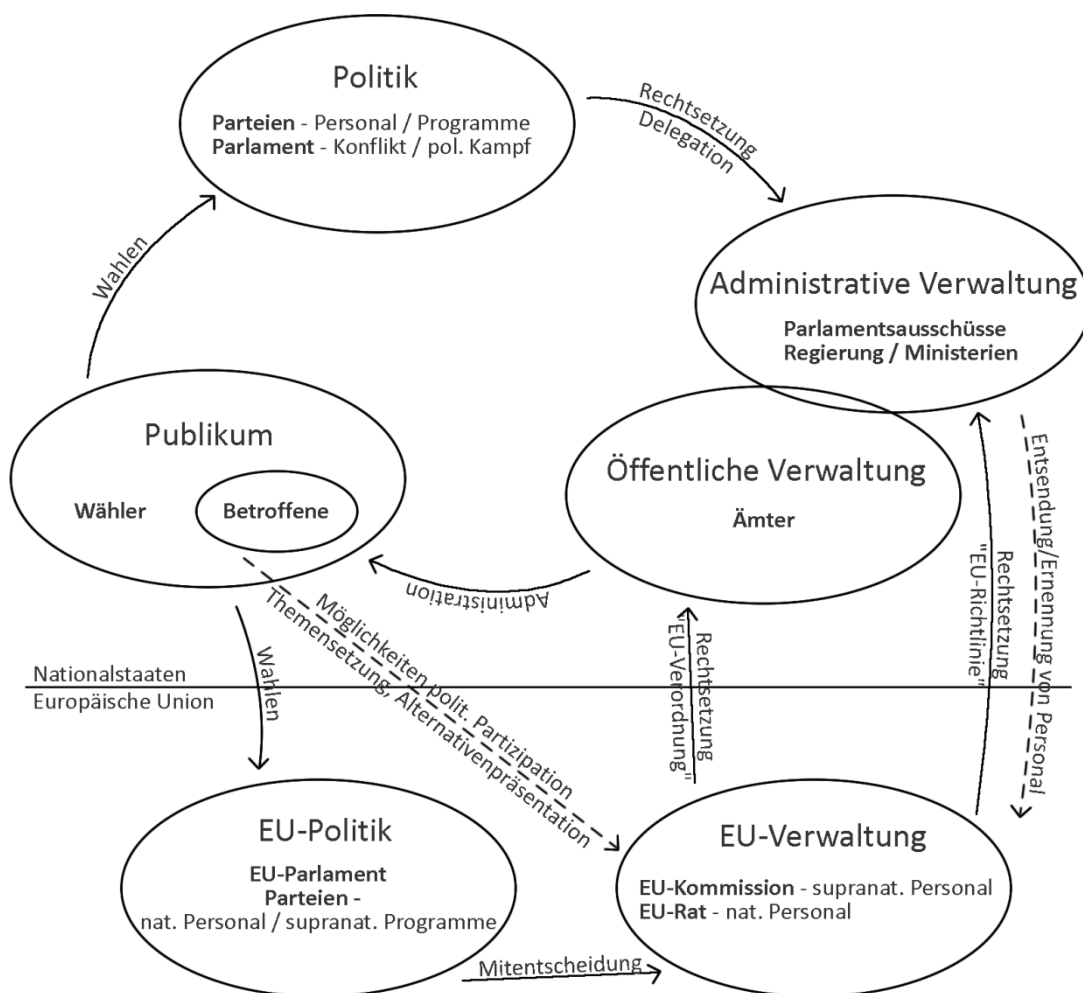 Politik
Parteien - Personal / Programme
Parlament - Konflikt / pol. Kampf
Rechtsetzung
Delegation
Wahlen
Administrative Verwaltung
Parlamentsausschüsse
Regierung / Ministerien
Publikum
Wähler
Betroffene
Öffentliche Verwaltung
Ämter
Administration
Entsendung/Ernennung von Personal
Rechtsetzung
"EU-Richtlinie"
Rechtsetzung
"EU-Verordnung"
Möglichkeiten polit. Partizipation
Themensetzung, Alternativenpräsentation
Wahlen
Nationalstaaten
Europäische Union
EU-Politik
EU-Parlament
Parteien -
nat. Personal / supranat. Programme
EU-Verwaltung
EU-Kommission - supranat. Personal
EU-Rat - nat. Personal
Mitentscheidung